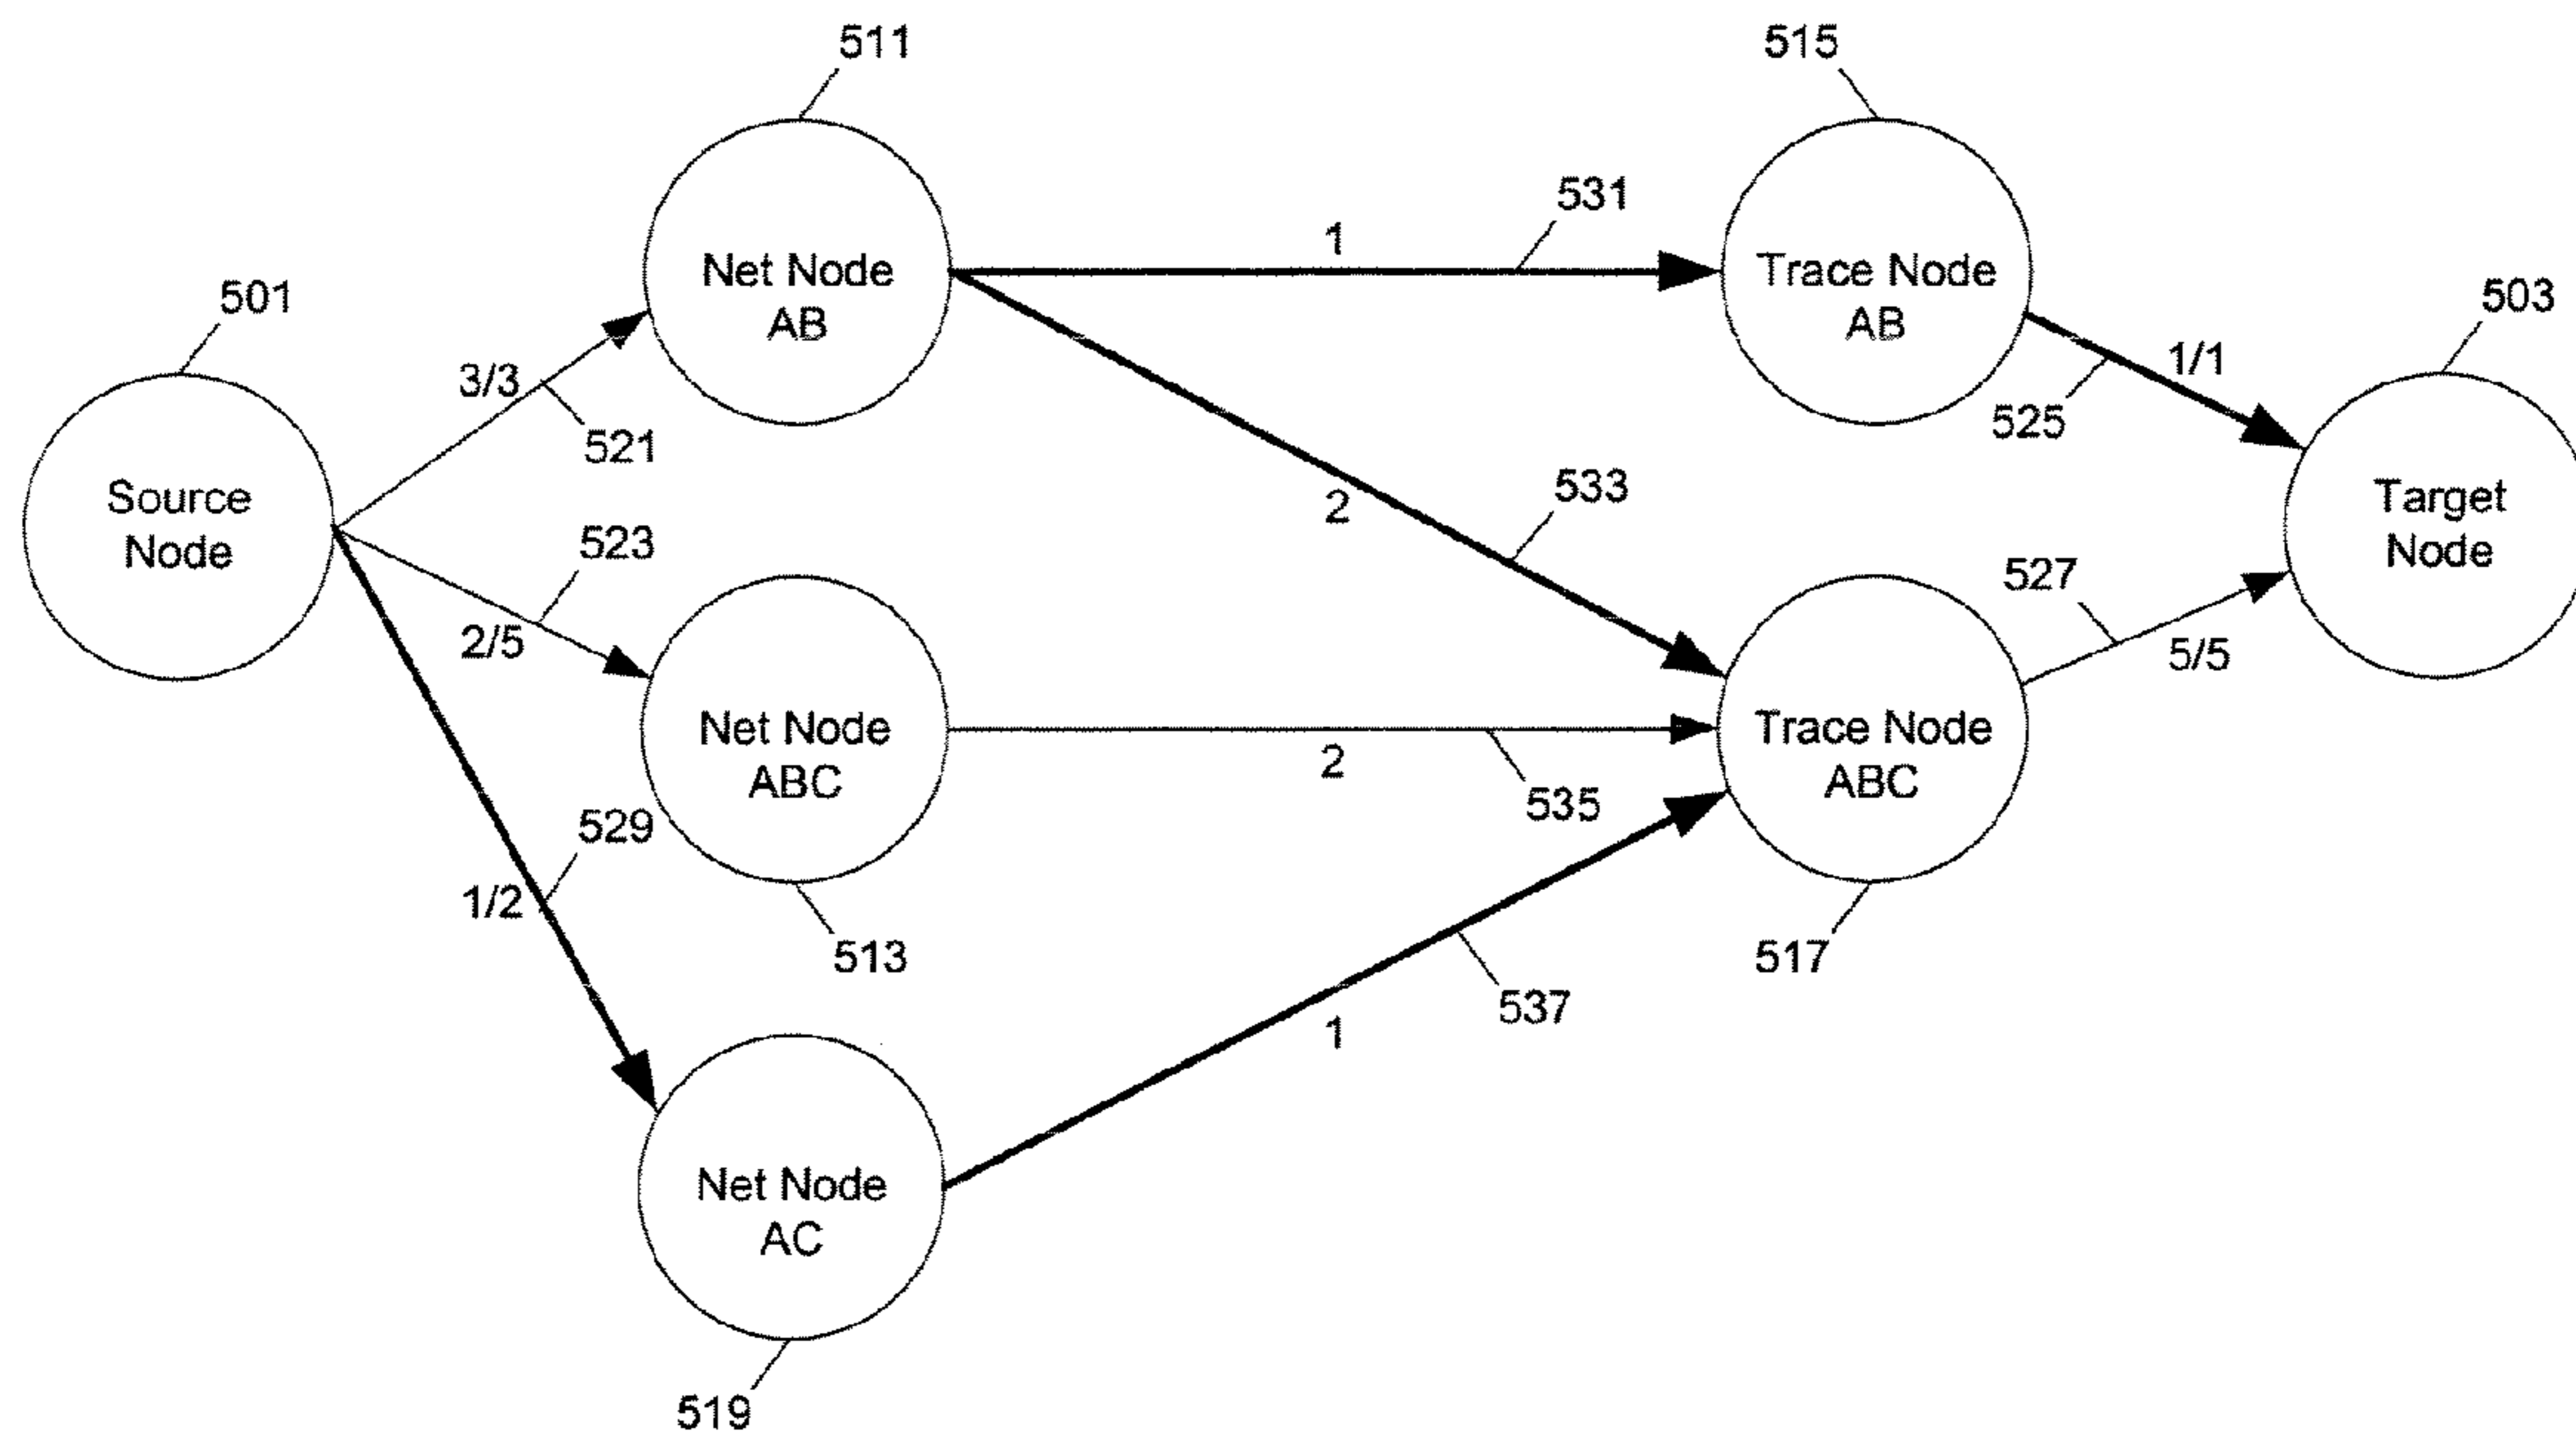 511
515
531
1
Net Node
AB
Trace Node
AB
501
503
3/3
521
1/1
525
Source
Node
523
2/5
2
533
Target
Node
527
5/5
Net Node
ABC
Trace Node
ABC
2
535
529
1/2
513
517
537
1
Net Node
AC
519